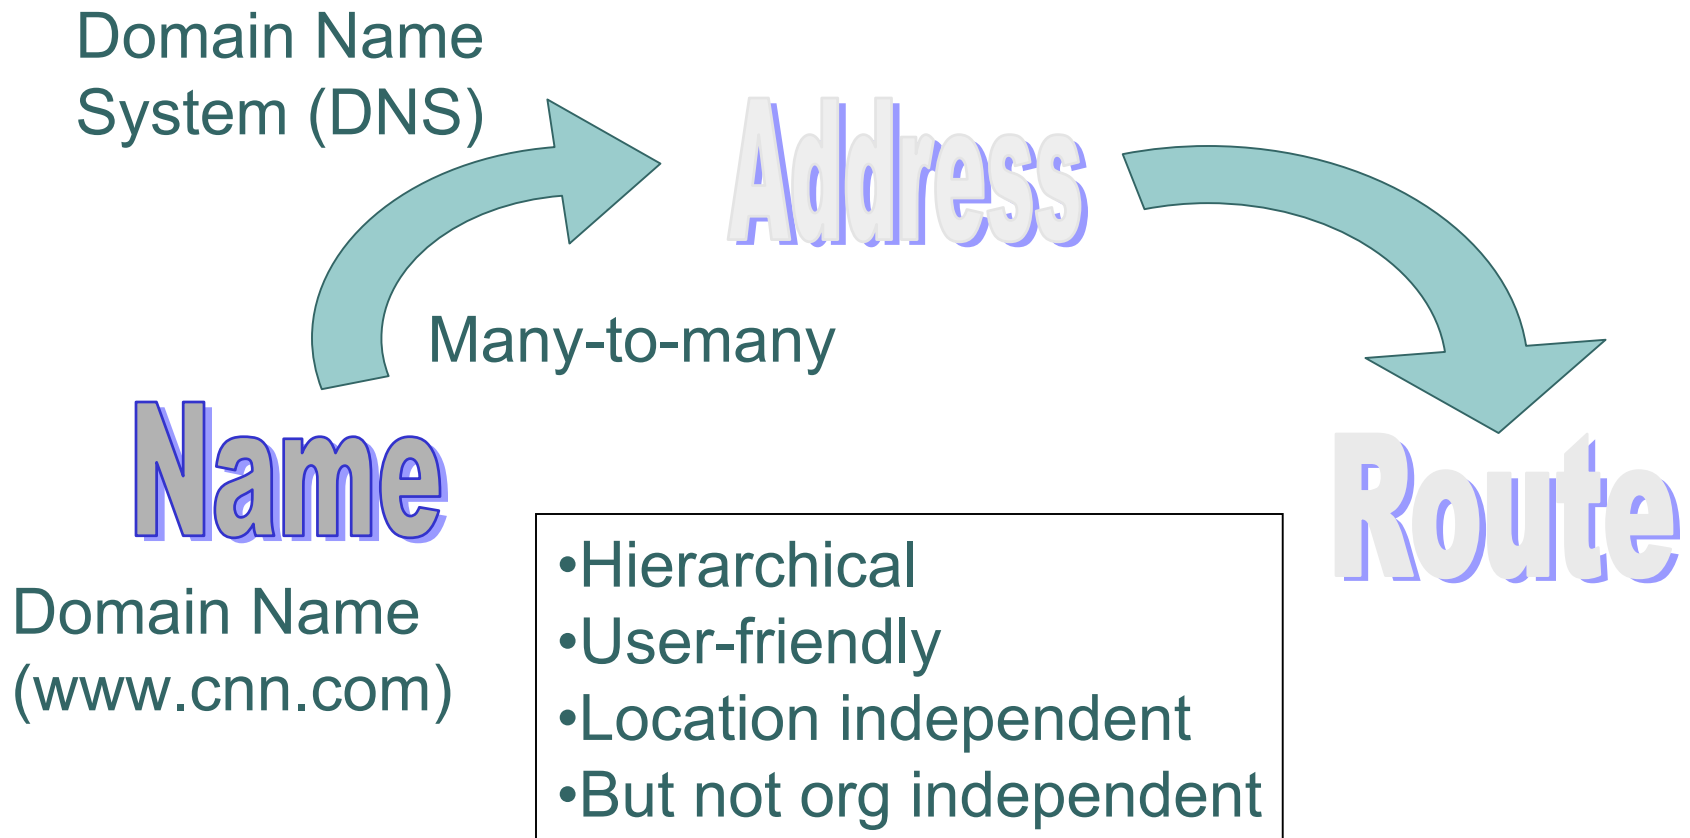 Domain Name
System (DNS)
Address
Many-to-many
Name
Route
Domain Name
(www.cnn.com)
•Hierarchical
•User-friendly
•Location independent
•But not org independent